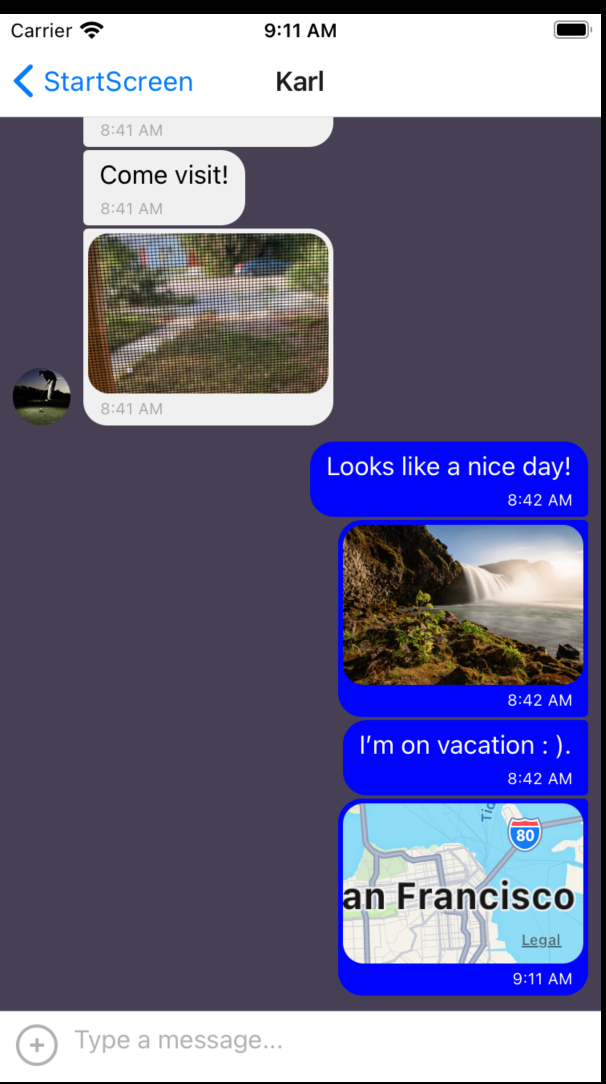 Carrier 9:11 AM
StartScreen Karl
8:41 AM
Come visit!
8:41 AM
8:41 AM
Looks like a nice day!
8:42 AM
8:42 AM
I’m on vacation : ).
8:42 AM
80
an Francisco
Legal
9:11 AM
+ Type a message...